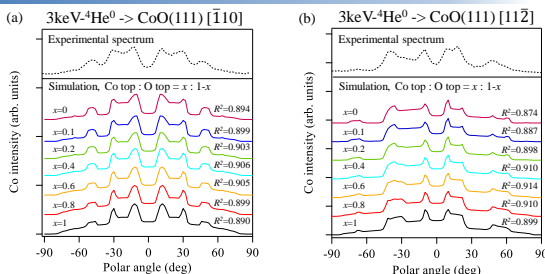 (a) 3keV-⁴He⁰ -> CoO(111) [1̅10]
Experimental spectrum
Simulation, Co top : O top = x : 1-x
x=0 R²=0.894
x=0.1 R²=0.899
x=0.2 R²=0.903
x=0.4 R²=0.906
x=0.6 R²=0.905
x=0.8 R²=0.899
x=1 R²=0.890
Co intensity (arb. units)
-90 -60 -30 0 30 60 90
Polar angle (deg)
(b) 3keV-⁴He⁰ -> CoO(111) [112̅]
Experimental spectrum
Simulation, Co top : O top = x : 1-x
x=0 R²=0.874
x=0.1 R²=0.887
x=0.2 R²=0.898
x=0.4 R²=0.910
x=0.6 R²=0.914
x=0.8 R²=0.910
x=1 R²=0.899
Co intensity (arb. units)
-90 -60 -30 0 30 60 90
Polar angle (deg)